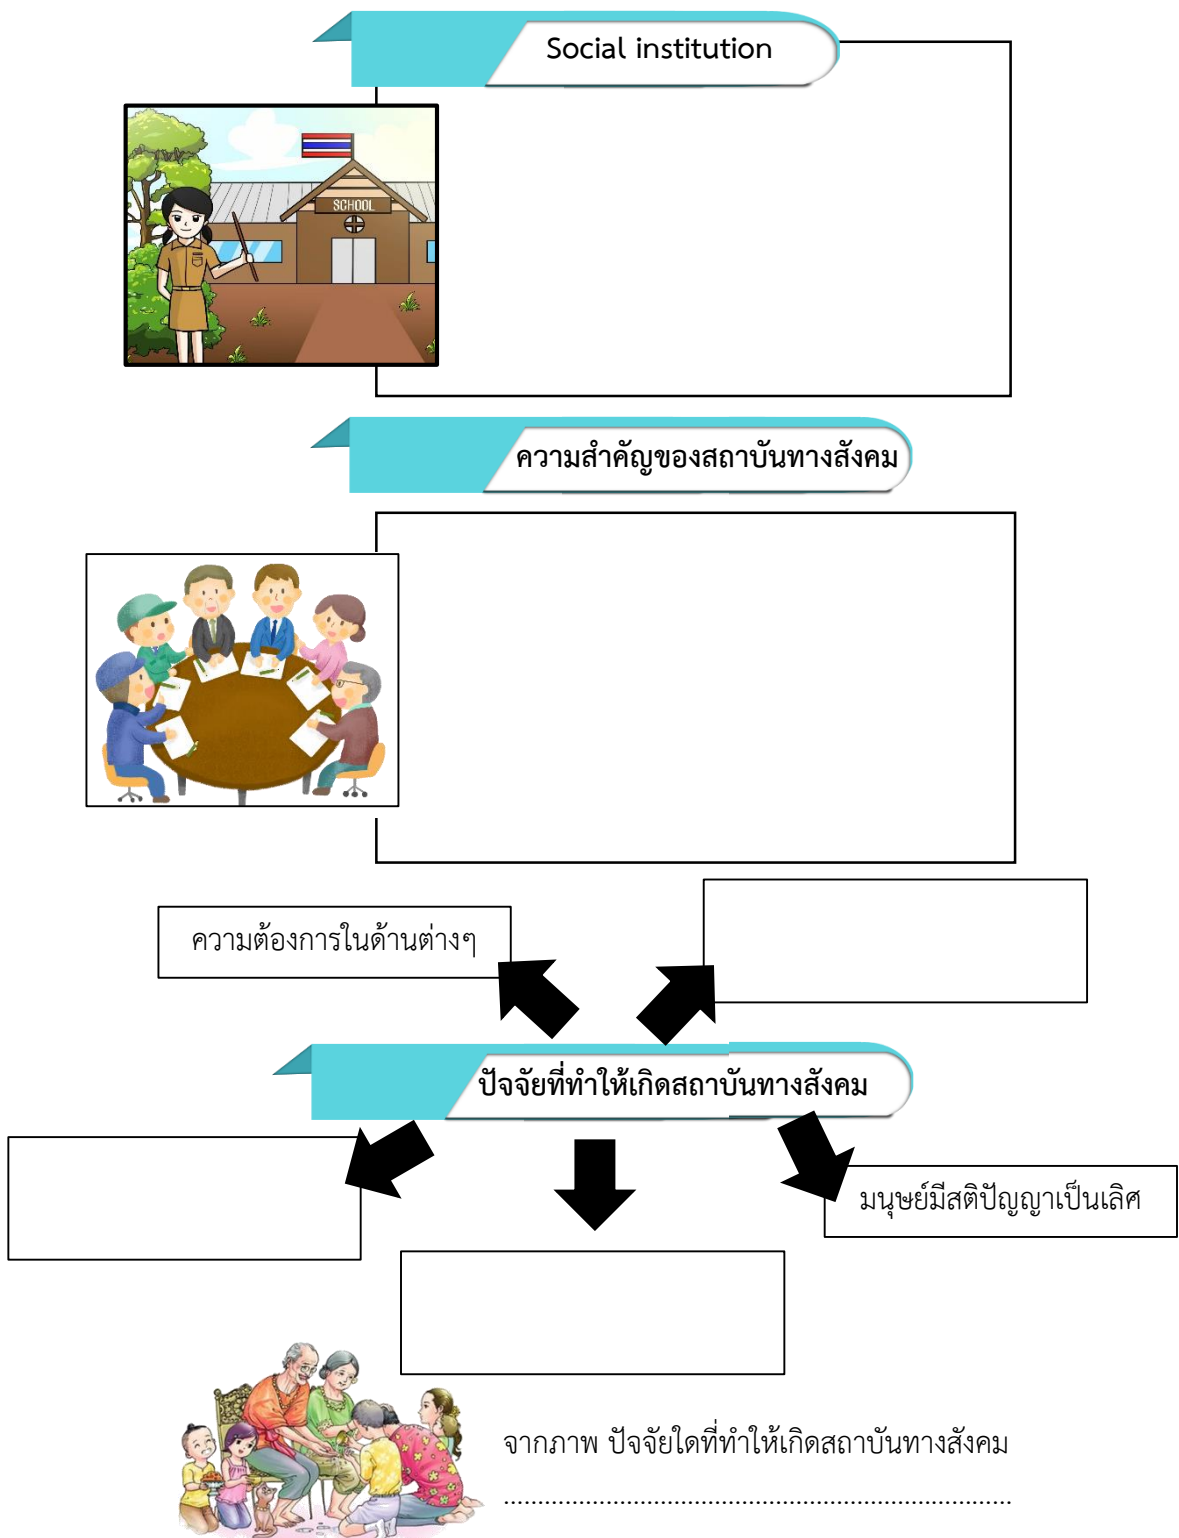 Social institution
SCHOOL
ความสำคัญของสถาบันทางสังคม
ความต้องการในด้านต่างๆ
ปัจจัยที่ทำให้เกิดสถาบันทางสังคม
มนุษย์มีสติปัญญาเป็นเลิศ
จากภาพ ปัจจัยใดที่ทำให้เกิดสถาบันทางสังคม
..........................................................................